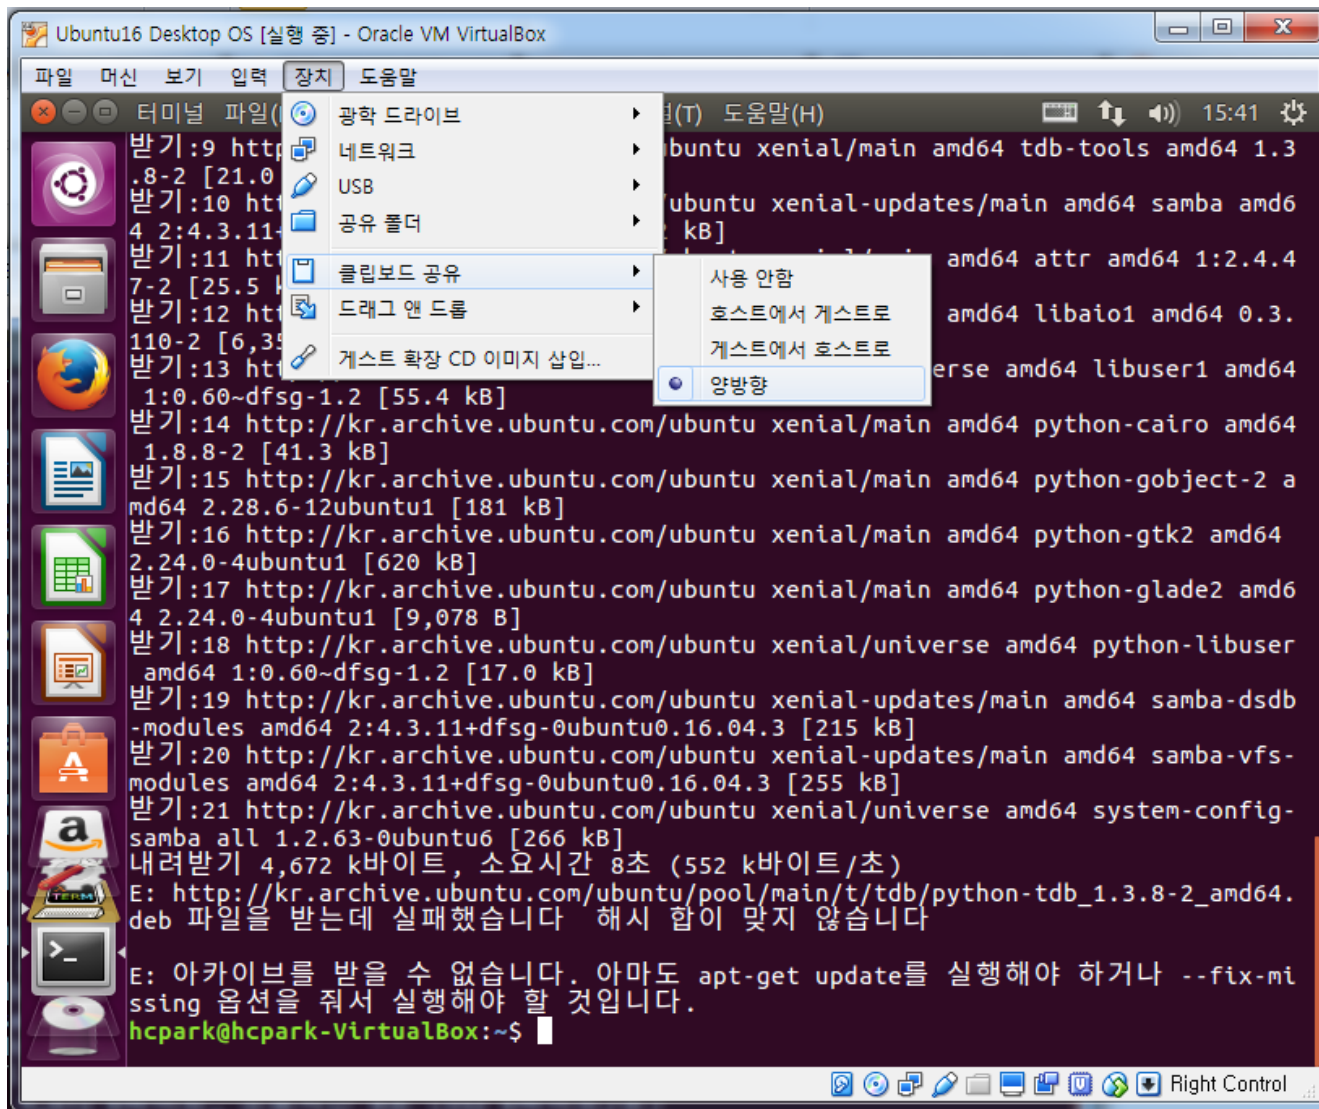 Ubuntu16 Desktop OS [실행 중] - Oracle VM VirtualBox
파일 머신 보기 입력 장치 도움말
터미널 파일( (T) 도움말(H) 15:41
광학 드라이브
네트워크
USB
공유 폴더
클립보드 공유
드래그 앤 드롭
게스트 확장 CD 이미지 삽입...
사용 안함
호스트에서 게스트로
게스트에서 호스트로
양방향
받기:9 http buntu xenial/main amd64 tdb-tools amd64 1.3
.8-2 [21.0
받기:10 htt ubuntu xenial-updates/main amd64 samba amd6
4 2:4.3.11+ kB]
받기:11 htt amd64 attr amd64 1:2.4.4
7-2 [25.5 k
받기:12 htt amd64 libaio1 amd64 0.3.
110-2 [6,35
받기:13 htt erse amd64 libuser1 amd64
1:0.60~dfsg-1.2 [55.4 kB]
받기:14 http://kr.archive.ubuntu.com/ubuntu xenial/main amd64 python-cairo amd64
1.8.8-2 [41.3 kB]
받기:15 http://kr.archive.ubuntu.com/ubuntu xenial/main amd64 python-gobject-2 a
md64 2.28.6-12ubuntu1 [181 kB]
받기:16 http://kr.archive.ubuntu.com/ubuntu xenial/main amd64 python-gtk2 amd64
2.24.0-4ubuntu1 [620 kB]
받기:17 http://kr.archive.ubuntu.com/ubuntu xenial/main amd64 python-glade2 amd6
4 2.24.0-4ubuntu1 [9,078 B]
받기:18 http://kr.archive.ubuntu.com/ubuntu xenial/universe amd64 python-libuser
amd64 1:0.60~dfsg-1.2 [17.0 kB]
받기:19 http://kr.archive.ubuntu.com/ubuntu xenial-updates/main amd64 samba-dsdb
-modules amd64 2:4.3.11+dfsg-0ubuntu0.16.04.3 [215 kB]
받기:20 http://kr.archive.ubuntu.com/ubuntu xenial-updates/main amd64 samba-vfs-
modules amd64 2:4.3.11+dfsg-0ubuntu0.16.04.3 [255 kB]
받기:21 http://kr.archive.ubuntu.com/ubuntu xenial/universe amd64 system-config-
samba all 1.2.63-0ubuntu6 [266 kB]
내려받기 4,672 k바이트, 소요시간 8초 (552 k바이트/초)
E: http://kr.archive.ubuntu.com/ubuntu/pool/main/t/tdb/python-tdb_1.3.8-2_amd64.
deb 파일을 받는데 실패했습니다  해시 합이 맞지 않습니다
E: 아카이브를 받을 수 없습니다. 아마도 apt-get update를 실행해야 하거나 --fix-mi
ssing 옵션을 줘서 실행해야 할 것입니다.
hcpark@hcpark-VirtualBox:~$
Right Control